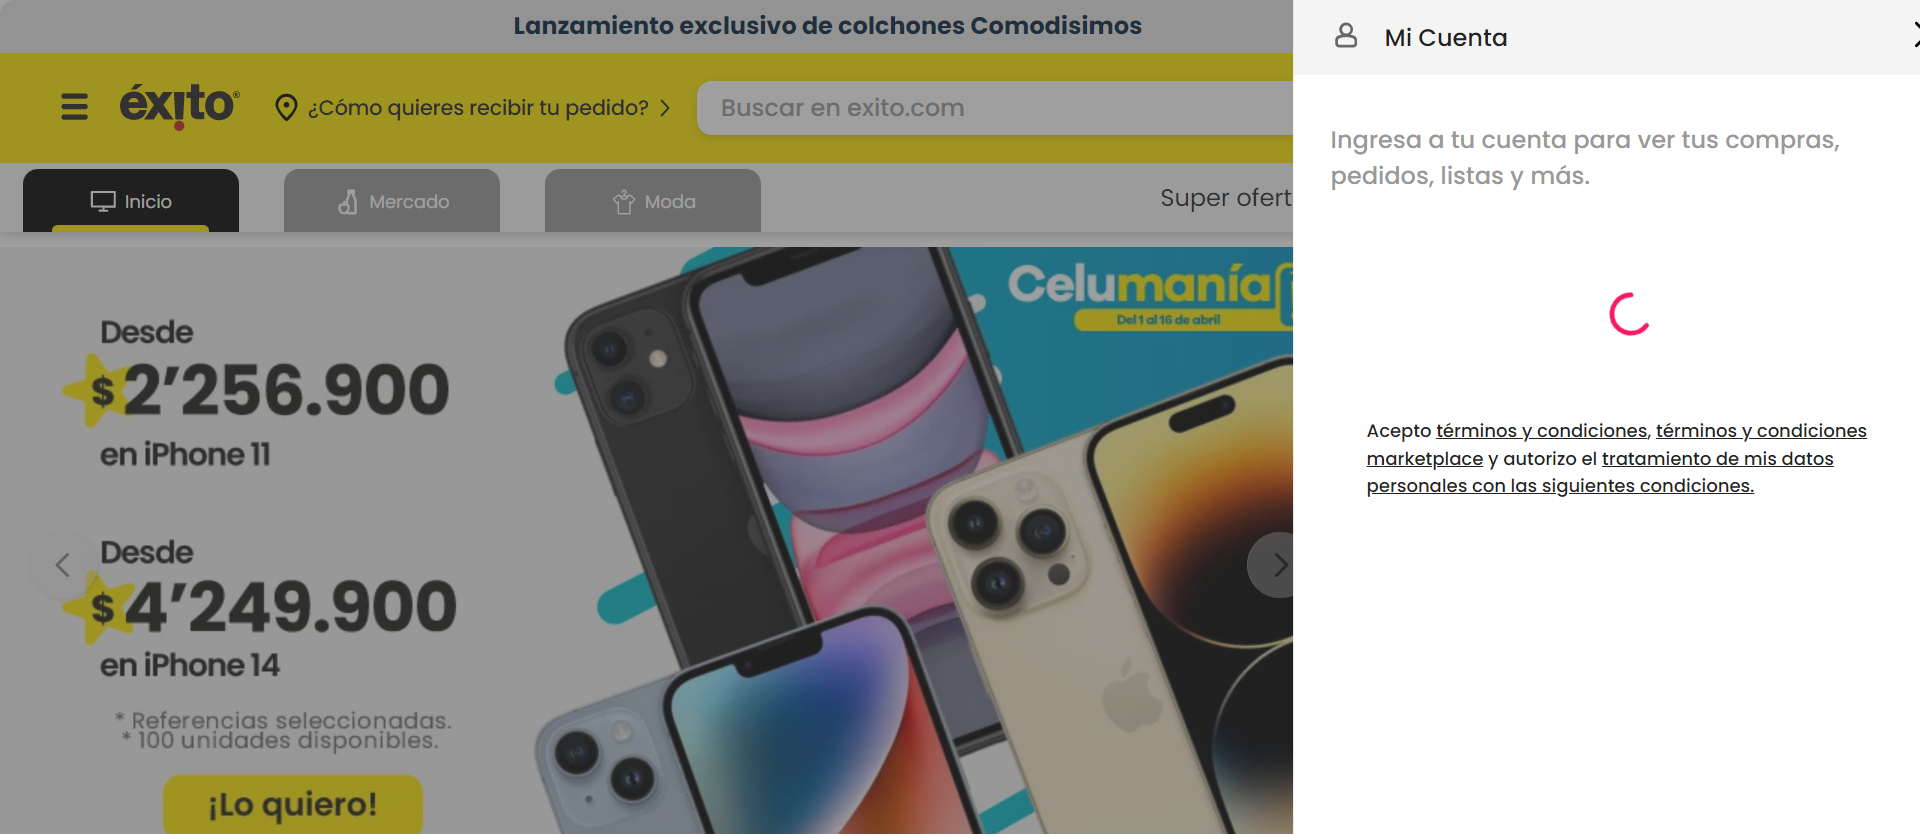 Lanzamiento exclusivo de colchones Comodisimos
éxito
¿Cómo quieres recibir tu pedido?
Buscar en exito.com
Inicio
Mercado
Moda
Super ofert
Desde
$2'256.900
en iPhone 11
Desde
$4'249.900
en iPhone 14
* Referencias seleccionadas.
* 100 unidades disponibles.
¡Lo quiero!
Celumanía
Del 1 al 16 de abril
Mi Cuenta
Ingresa a tu cuenta para ver tus compras,
pedidos, listas y más.
Acepto términos y condiciones, términos y condiciones
marketplace y autorizo el tratamiento de mis datos
personales con las siguientes condiciones.